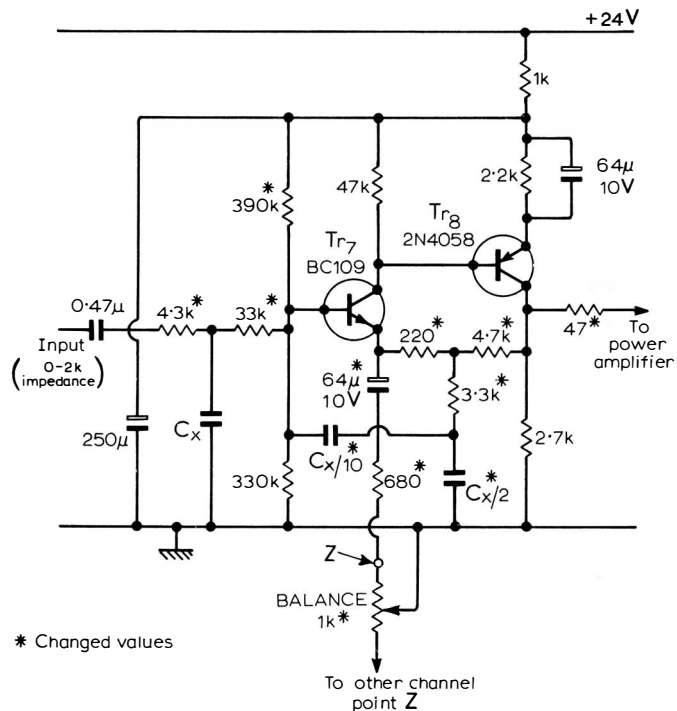 +24V
1k
2·2k
64μ
10V
47k
*
390k
Tr8
2N4058
Tr7
BC109
0·47μ
4·3k*
33k*
220*
4·7k*
47*
To
power
amplifier
Input
(0-2k
impedance)
64μ*
10V
3·3k*
250μ
Cx
Cx/10*
2·7k
330k
680*
Cx/2*
Z
BALANCE
1k*
* Changed values
To other channel
point Z